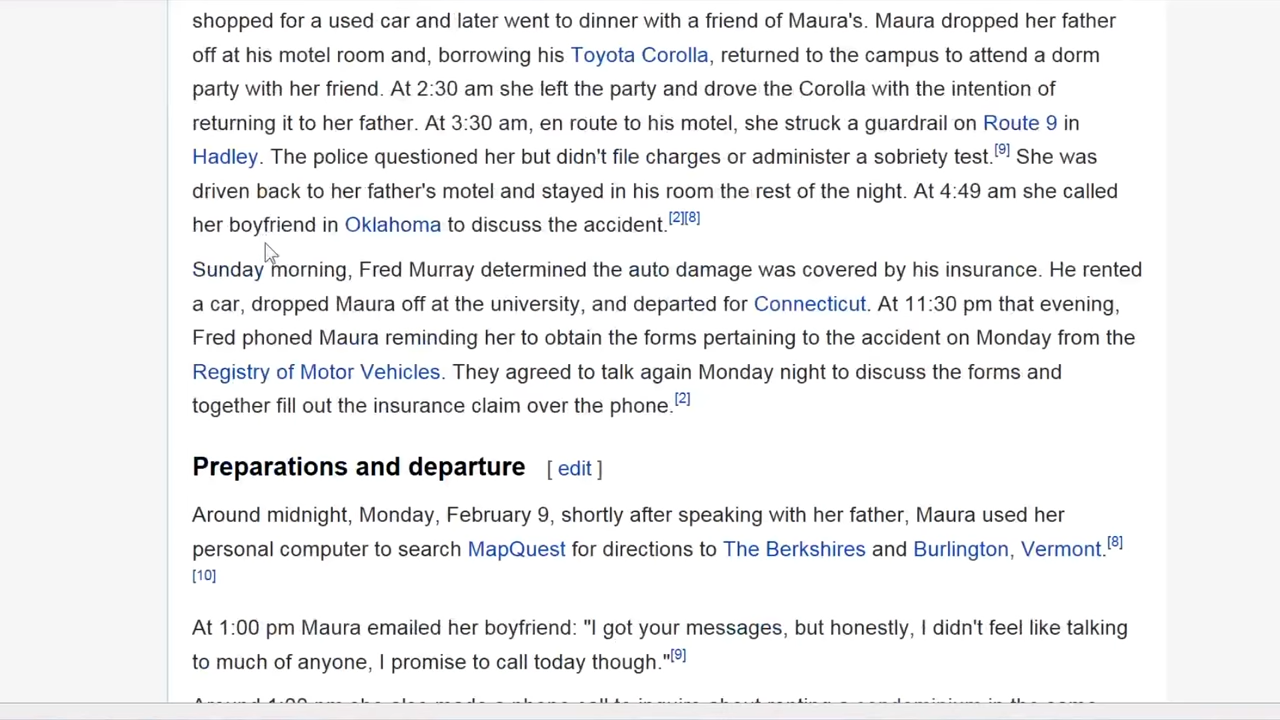 shopped for a used car and later went to dinner with a friend of Maura's. Maura dropped her father
off at his motel room and, borrowing his Toyota Corolla, returned to the campus to attend a dorm
party with her friend. At 2:30 am she left the party and drove the Corolla with the intention of
returning it to her father. At 3:30 am, en route to his motel, she struck a guardrail on Route 9 in
Hadley. The police questioned her but didn't file charges or administer a sobriety test.[9] She was
driven back to her father's motel and stayed in his room the rest of the night. At 4:49 am she called
her boyfriend in Oklahoma to discuss the accident.[2][8]
Sunday morning, Fred Murray determined the auto damage was covered by his insurance. He rented
a car, dropped Maura off at the university, and departed for Connecticut. At 11:30 pm that evening,
Fred phoned Maura reminding her to obtain the forms pertaining to the accident on Monday from the
Registry of Motor Vehicles. They agreed to talk again Monday night to discuss the forms and
together fill out the insurance claim over the phone.[2]
Preparations and departure [ edit ]
Around midnight, Monday, February 9, shortly after speaking with her father, Maura used her
personal computer to search MapQuest for directions to The Berkshires and Burlington, Vermont.[8]
[10]
At 1:00 pm Maura emailed her boyfriend: "I got your messages, but honestly, I didn't feel like talking
to much of anyone, I promise to call today though."[9]